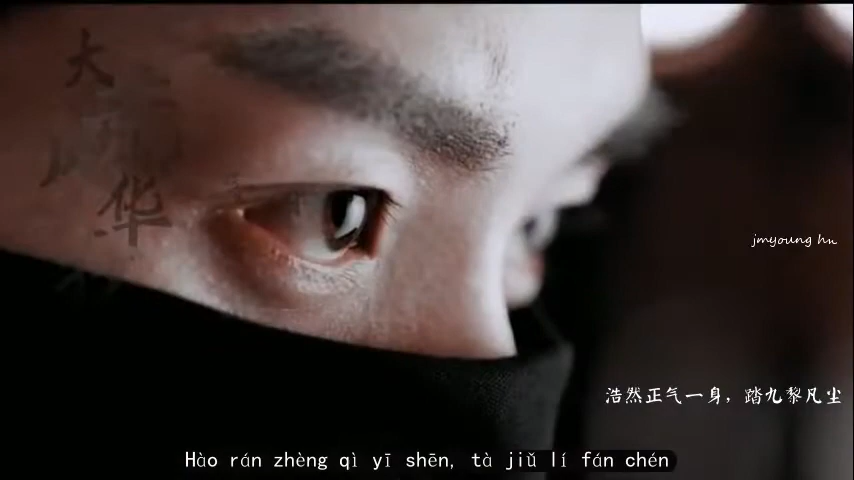 大
华
jmyoung hu
浩然正气一身，踏九黎凡尘
Hào rán zhèng qì yī shēn, tà jiǔ lí fán chén